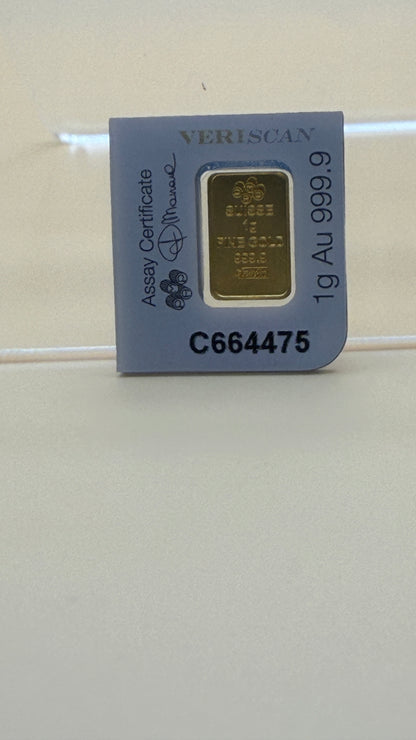 VERISCAN
Assay Certificate
SUISSE
1g
FINE GOLD
999.9
1g Au 999.9
C664475